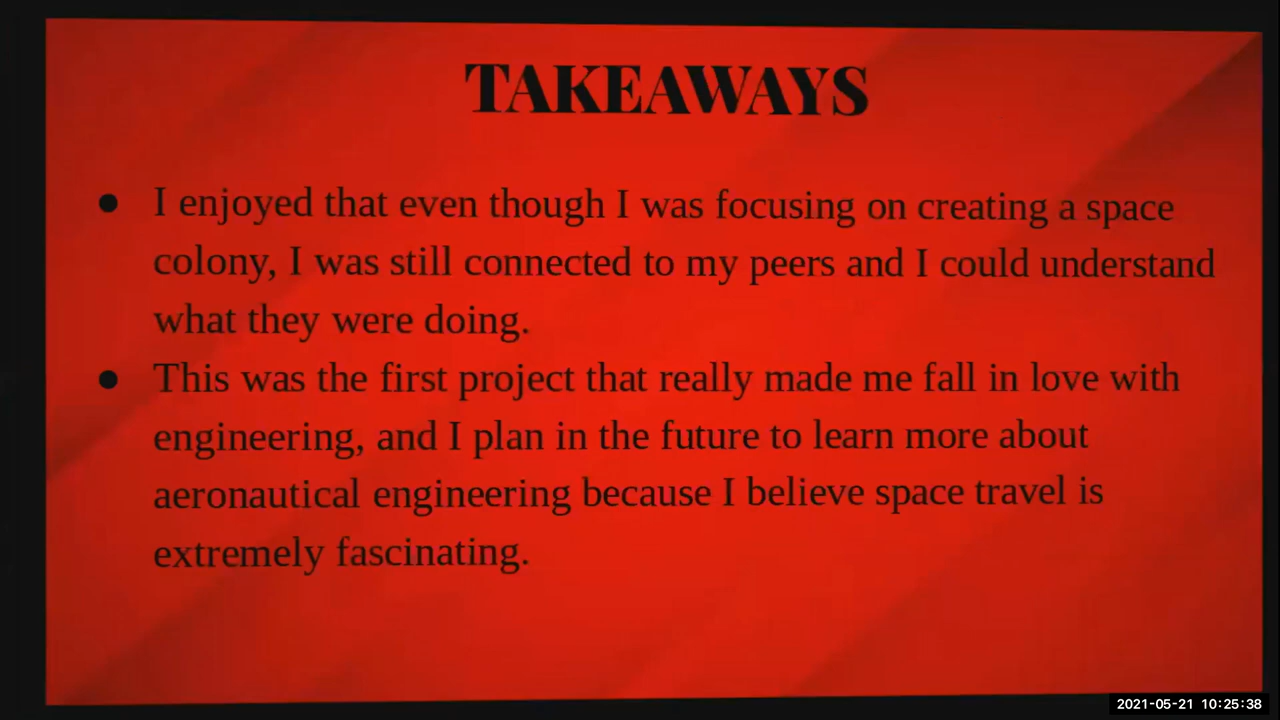 TAKEAWAYS
● I enjoyed that even though I was focusing on creating a space
colony, I was still connected to my peers and I could understand
what they were doing.
● This was the first project that really made me fall in love with
engineering, and I plan in the future to learn more about
aeronautical engineering because I believe space travel is
extremely fascinating.
2021-05-21 10:25:38